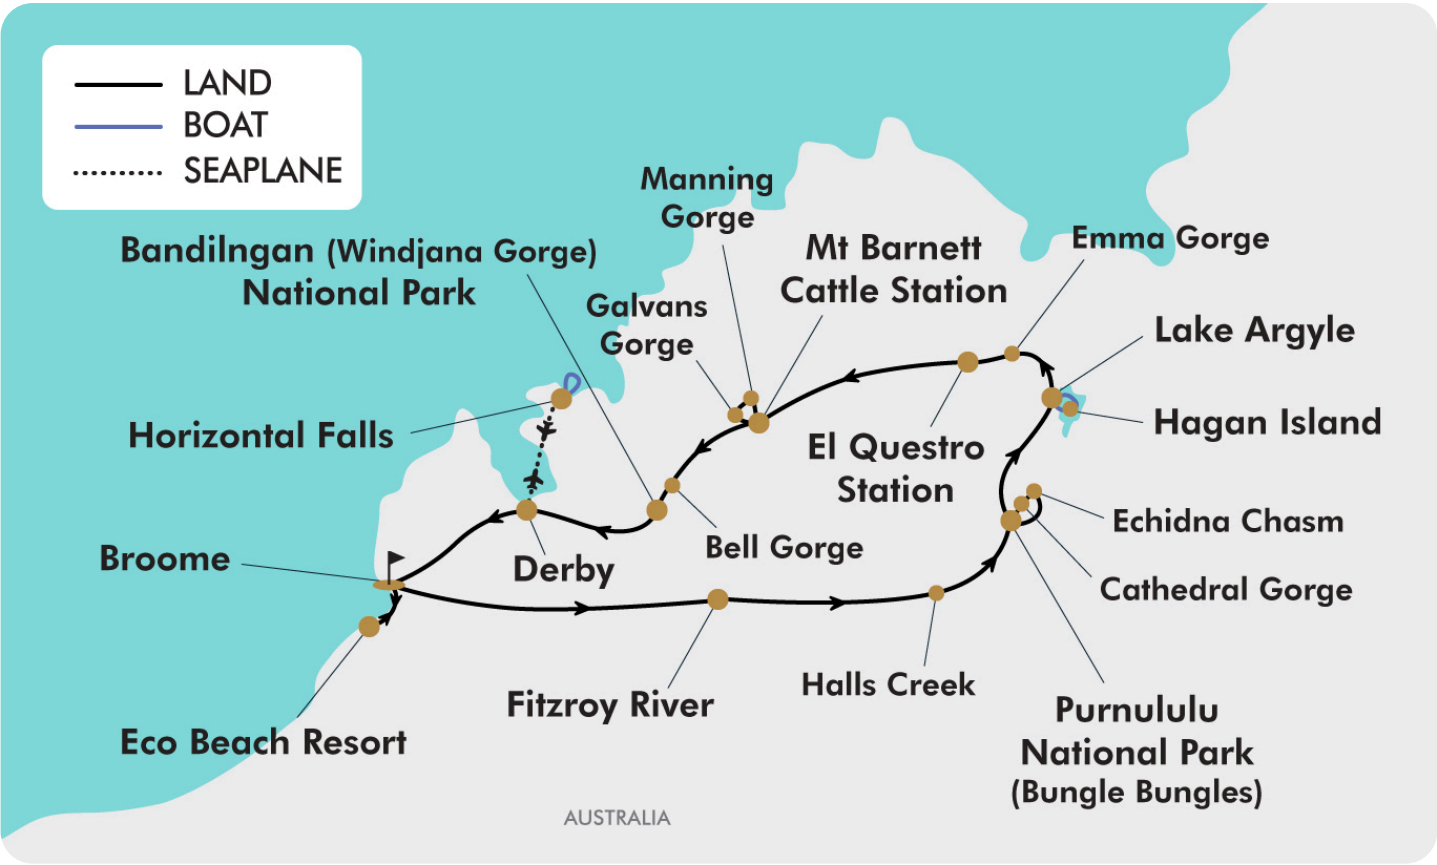 LAND
BOAT
SEAPLANE
Manning
Gorge
Bandilngan (Windjana Gorge)
National Park
Mt Barnett
Cattle Station
Emma Gorge
Galvans
Gorge
Lake Argyle
Horizontal Falls
Hagan Island
El Questro
Station
Echidna Chasm
Bell Gorge
Broome
Derby
Cathedral Gorge
Halls Creek
Fitzroy River
Purnululu
National Park
(Bungle Bungles)
Eco Beach Resort
AUSTRALIA